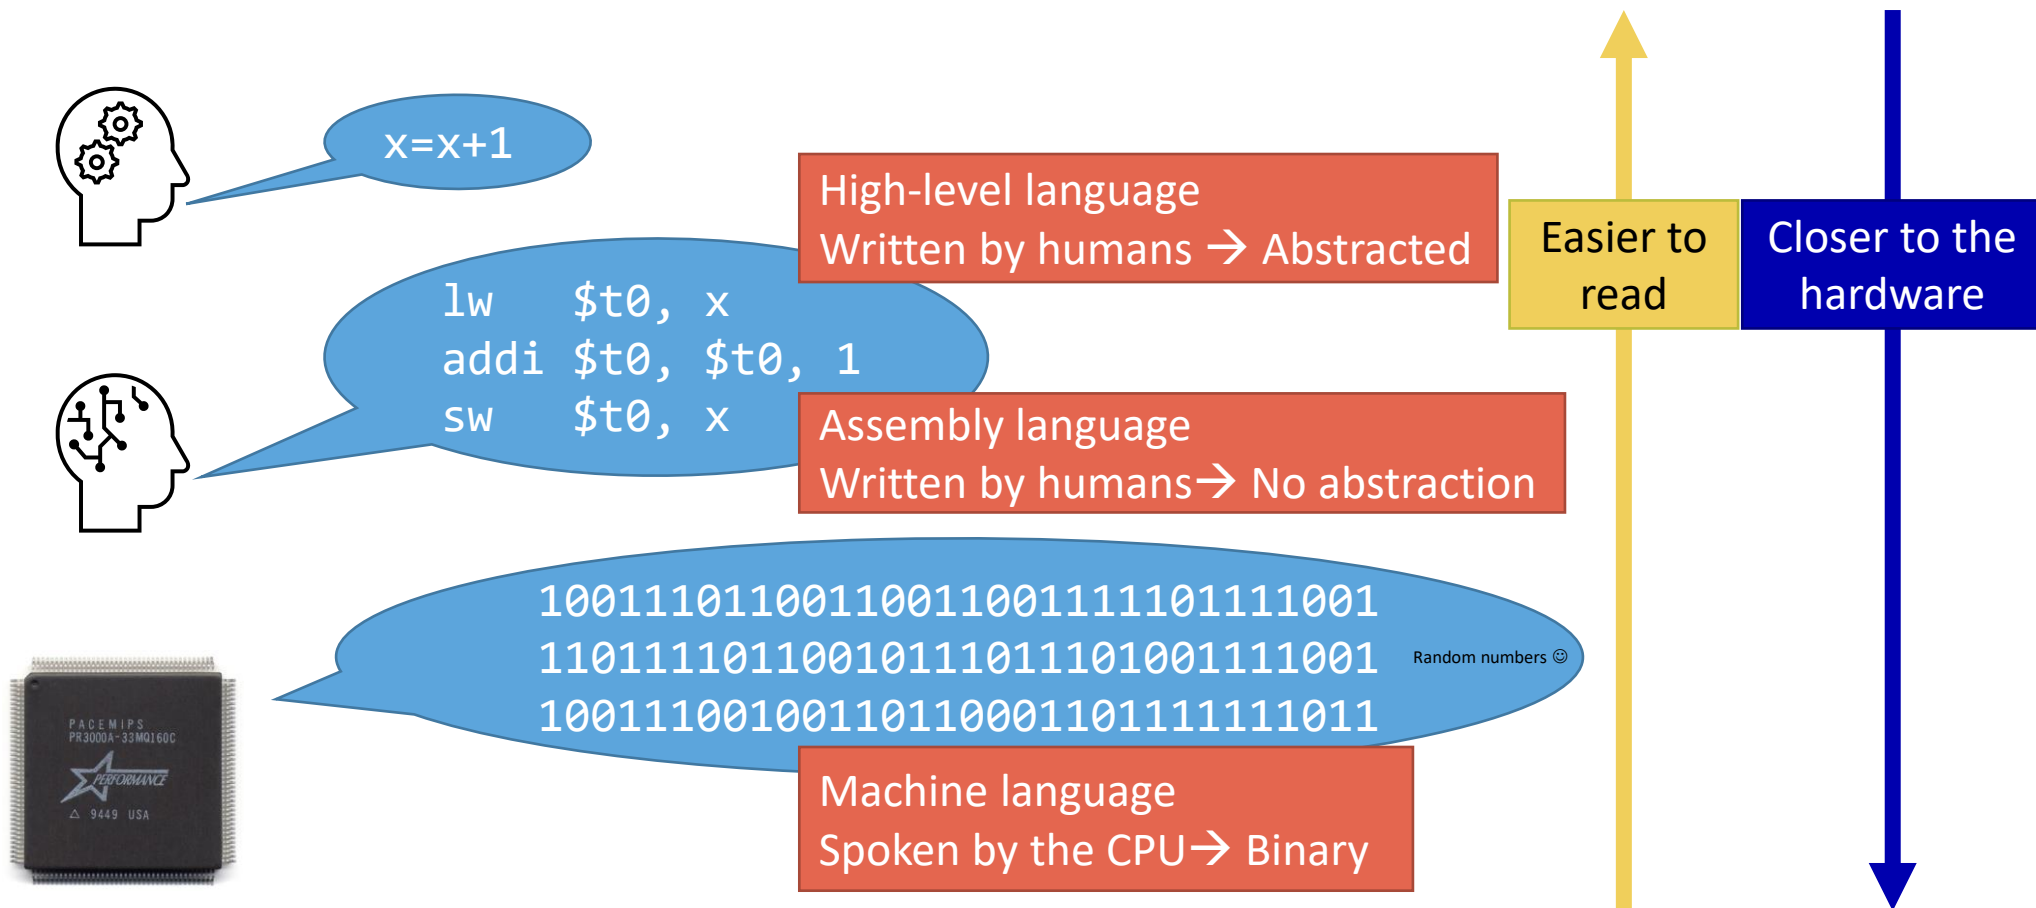 x=x+1
High-level language
Written by humans → Abstracted
Easier to
read
Closer to the
hardware
lw $t0, x
addi $t0, $t0, 1
sw $t0, x
Assembly language
Written by humans→ No abstraction
10011101100110011001111101111001
11011110110010111011101001111001
Random numbers ☺
10011100100110110001101111111011
PACEMIPS
PR3000A-33MQ160C
PERFORMANCE
△ 9449 USA
Machine language
Spoken by the CPU→ Binary